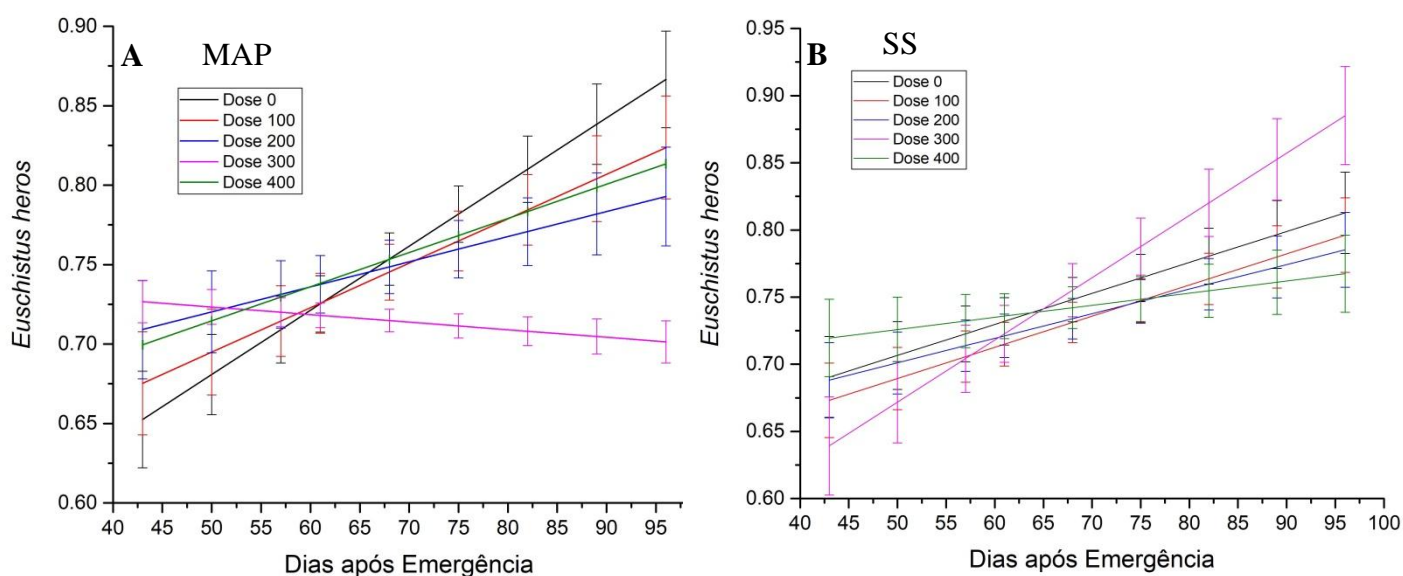 A MAP
Dose 0
Dose 100
Dose 200
Dose 300
Dose 400
0.90
0.85
0.80
0.75
0.70
0.65
0.60
Euschistus heros
40 45 50 55 60 65 70 75 80 85 90 95
Dias após Emergência
B SS
Dose 0
Dose 100
Dose 200
Dose 300
Dose 400
0.95
0.90
0.85
0.80
0.75
0.70
0.65
0.60
Euschistus heros
40 45 50 55 60 65 70 75 80 85 90 95 100
Dias após Emergência